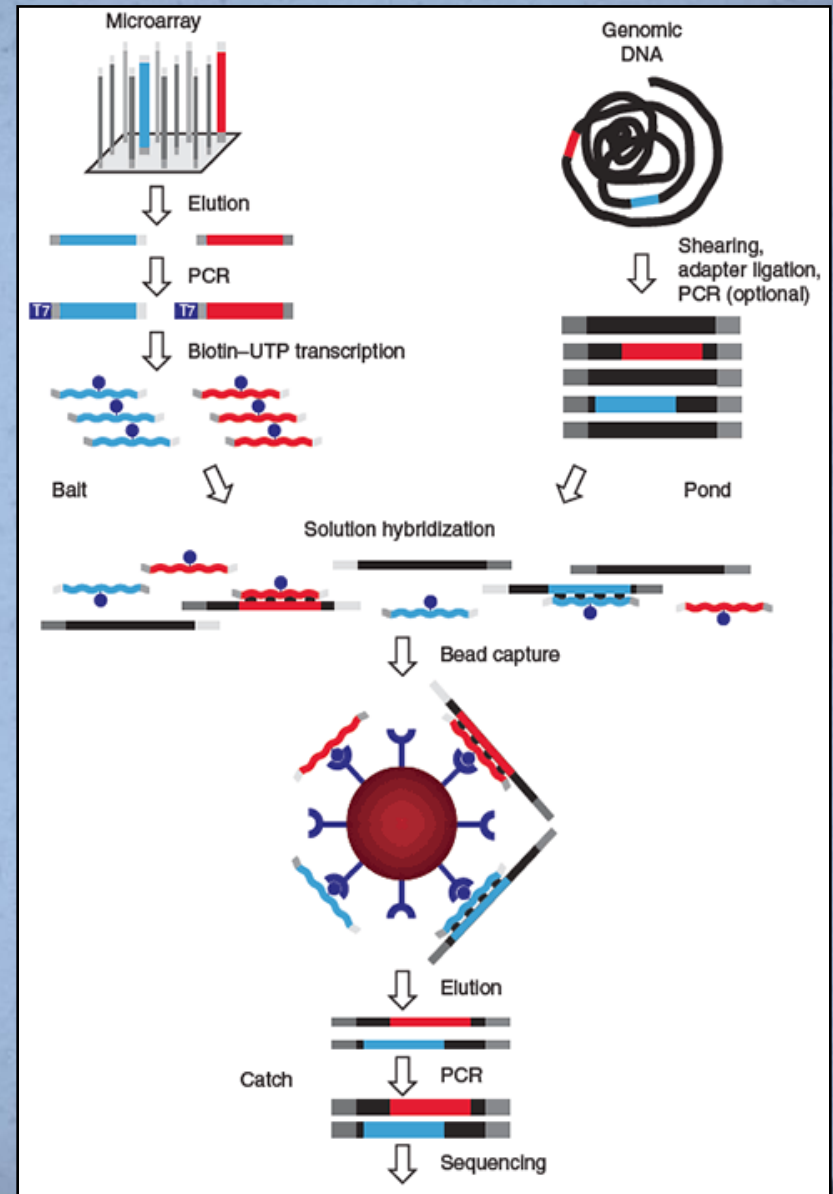 Microarray
Genomic
DNA
Elution
Shearing,
adapter ligation,
PCR (optional)
PCR
T7
T7
Biotin–UTP transcription
Bait
Pond
Solution hybridization
Bead capture
Elution
Catch
PCR
Sequencing